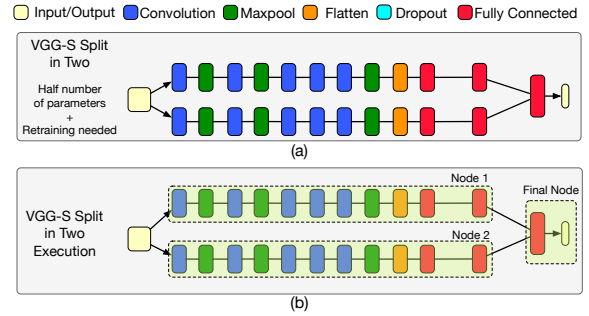 Input/Output Convolution Maxpool Flatten Dropout Fully Connected
VGG-S Split
in Two
Half number
of parameters
+
Retraining needed
(a)
Node 1
Final Node
VGG-S Split
in Two
Execution
Node 2
(b)